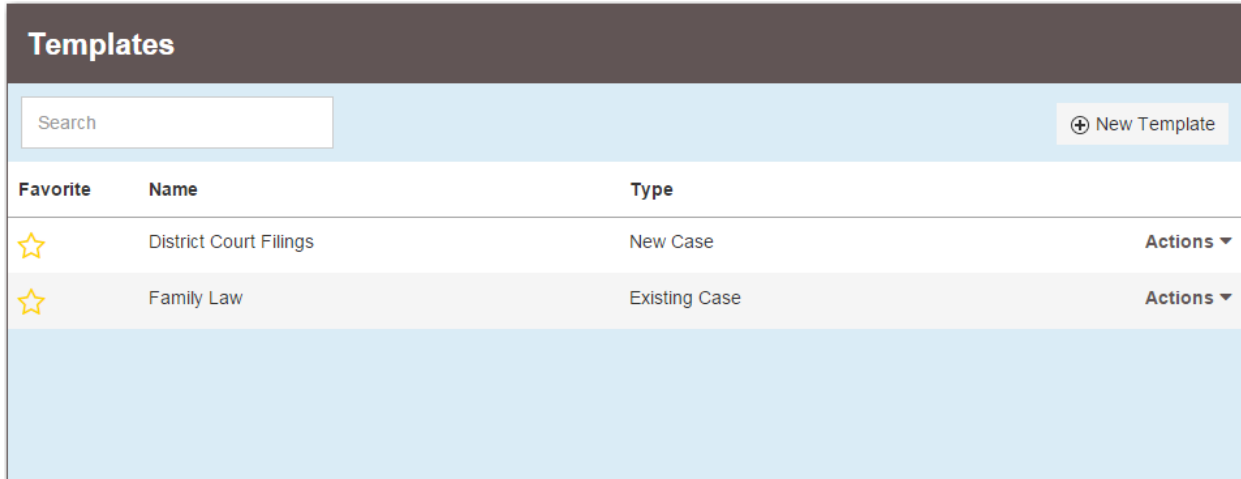 Templates
Search
New Template
Favorite Name Type
District Court Filings New Case Actions
Family Law Existing Case Actions